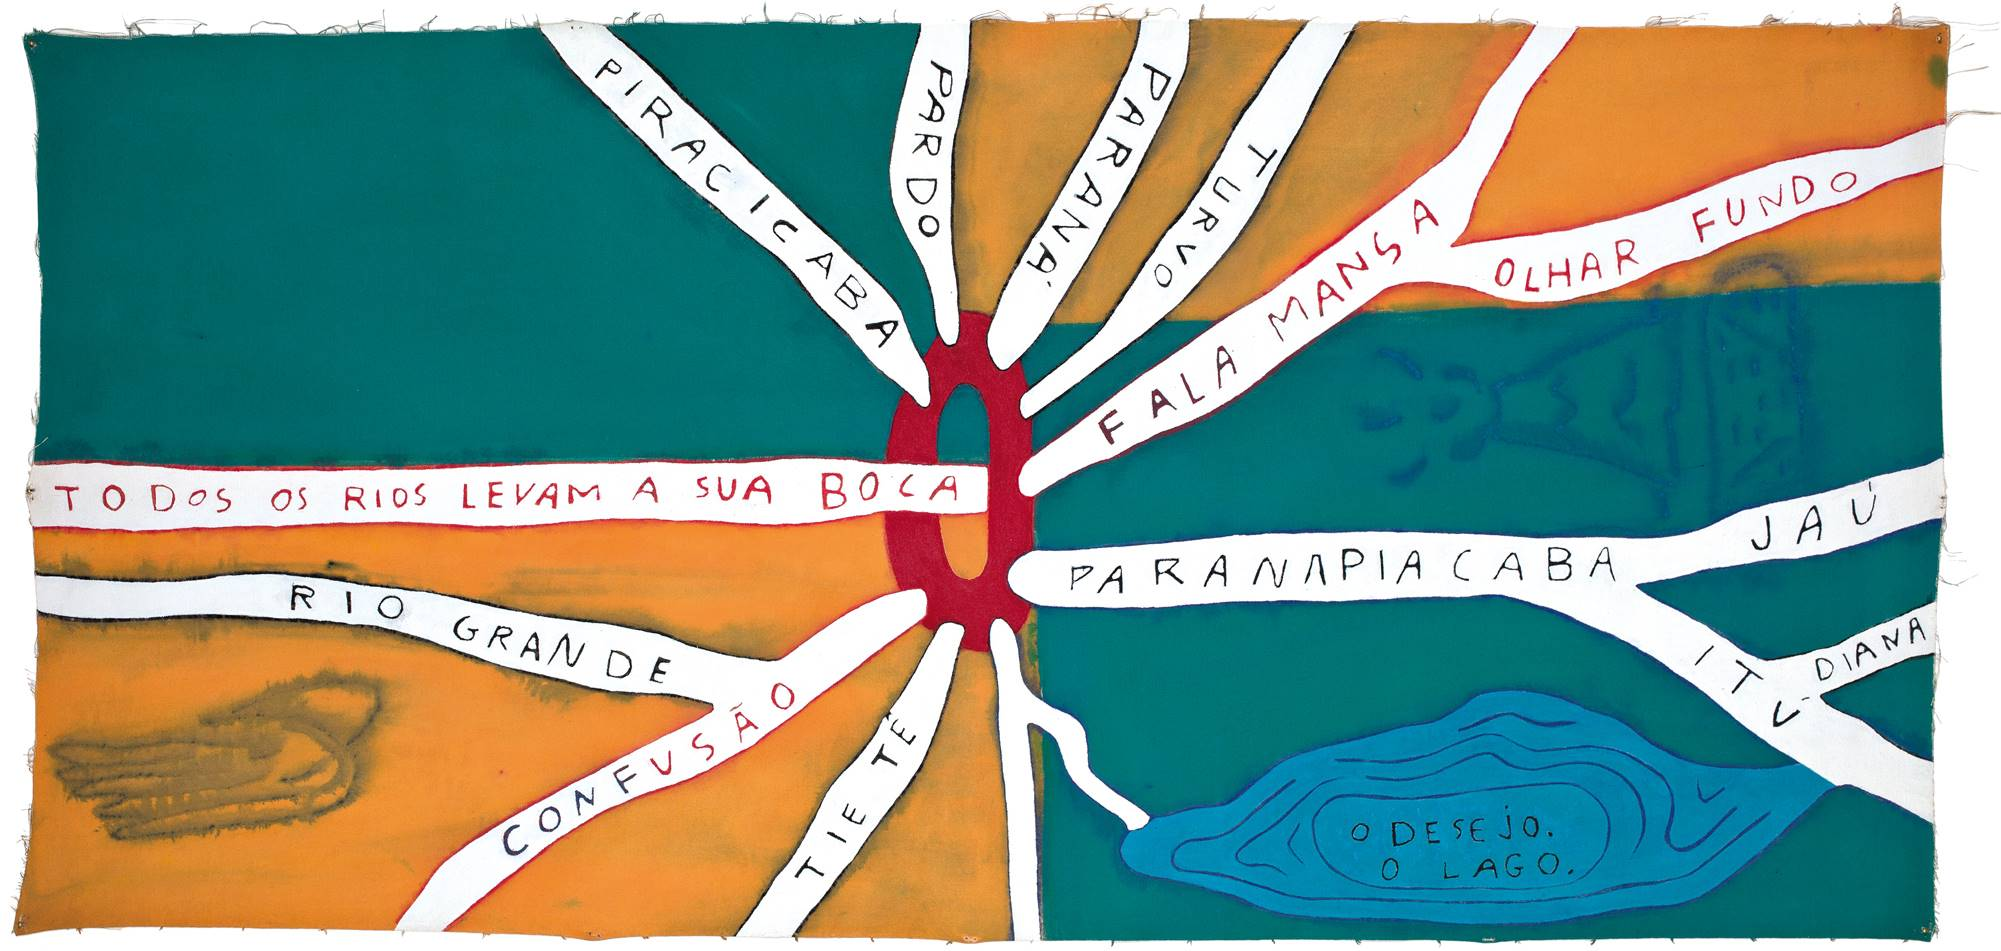 PIRACICABA
PARDO
PARANÁ
TURVO
FALA MANSA
OLHAR FUNDO
TODOS OS RIOS LEVAM A SUA BOCA
PARANAPIACABA
JAÚ
DIANA
RIO GRANDE
CONFUSÃO
TIETÊ
O DESEJO.
O LAGO.